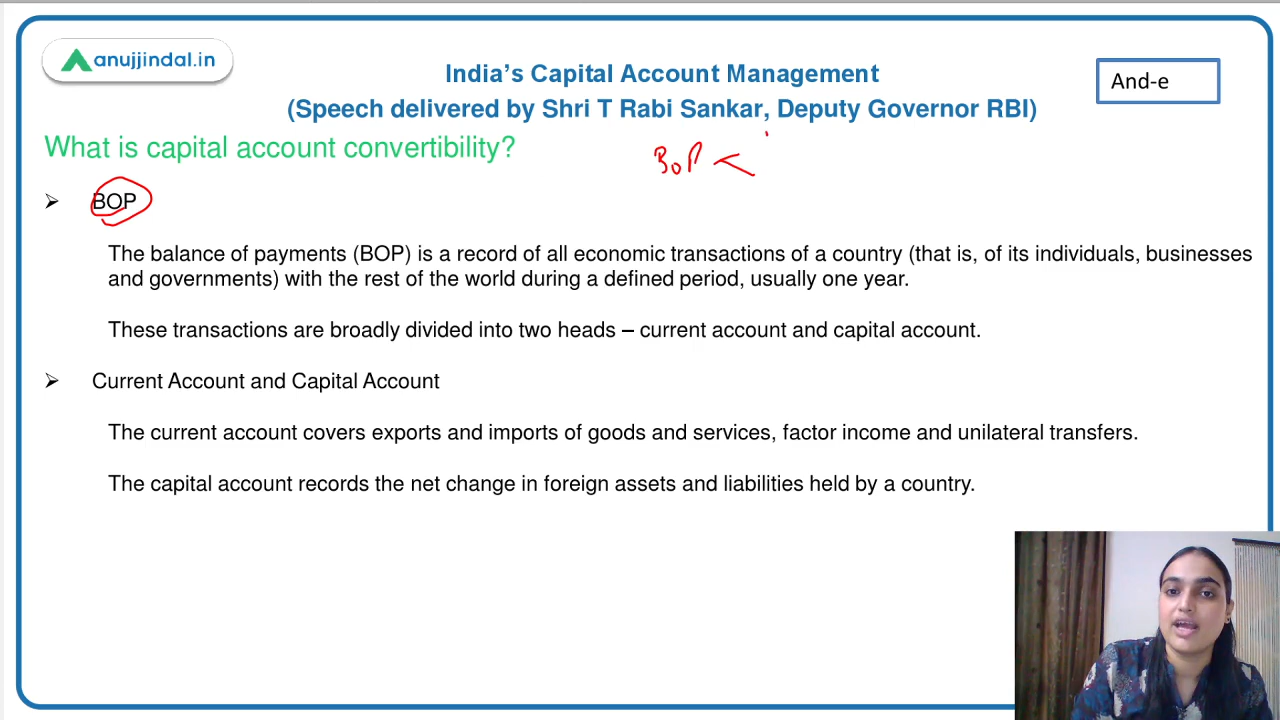 anujjindal.in
India's Capital Account Management
(Speech delivered by Shri T Rabi Sankar, Deputy Governor RBI)
And-e
What is capital account convertibility?
BOP <
BOP
The balance of payments (BOP) is a record of all economic transactions of a country (that is, of its individuals, businesses
and governments) with the rest of the world during a defined period, usually one year.
These transactions are broadly divided into two heads – current account and capital account.
Current Account and Capital Account
The current account covers exports and imports of goods and services, factor income and unilateral transfers.
The capital account records the net change in foreign assets and liabilities held by a country.